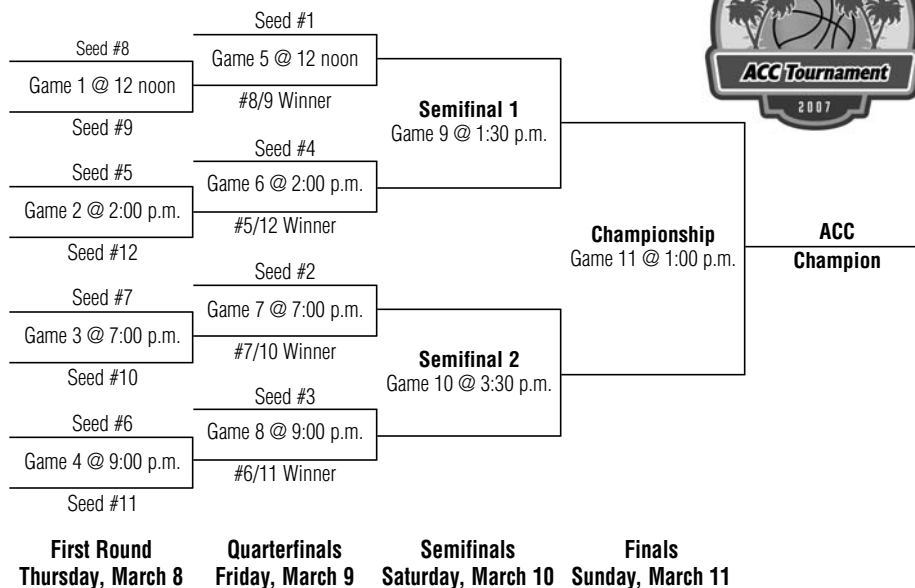 Seed #8
Game 1 @ 12 noon
Seed #9
Seed #5
Game 2 @ 2:00 p.m.
Seed #12
Seed #7
Game 3 @ 7:00 p.m.
Seed #10
Seed #6
Game 4 @ 9:00 p.m.
Seed #11
First Round
Thursday, March 8
Seed #1
Game 5 @ 12 noon
#8/9 Winner
Seed #4
Game 6 @ 2:00 p.m.
#5/12 Winner
Seed #2
Game 7 @ 7:00 p.m.
#7/10 Winner
Seed #3
Game 8 @ 9:00 p.m.
#6/11 Winner
Quarterfinals
Friday, March 9
Semifinal 1
Game 9 @ 1:30 p.m.
Semifinal 2
Game 10 @ 3:30 p.m.
Semifinals
Saturday, March 10
Championship
Game 11 @ 1:00 p.m.
Finals
Sunday, March 11
ACC
Champion
ACC Tournament
2007